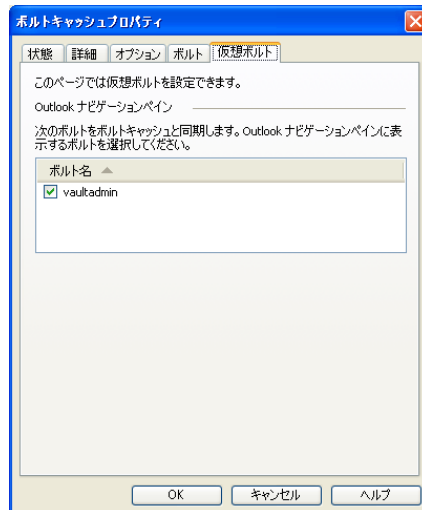 ボルトキャッシュプロパティ
状態 詳細 オプション ボルト 仮想ボルト
このページでは仮想ボルトを設定できます。
Outlook ナビゲーションペイン
次のボルトをボルトキャッシュと同期します。Outlook ナビゲーションペインに表
示するボルトを選択してください。
ボルト名
vaultadmin
OK キャンセル ヘルプ